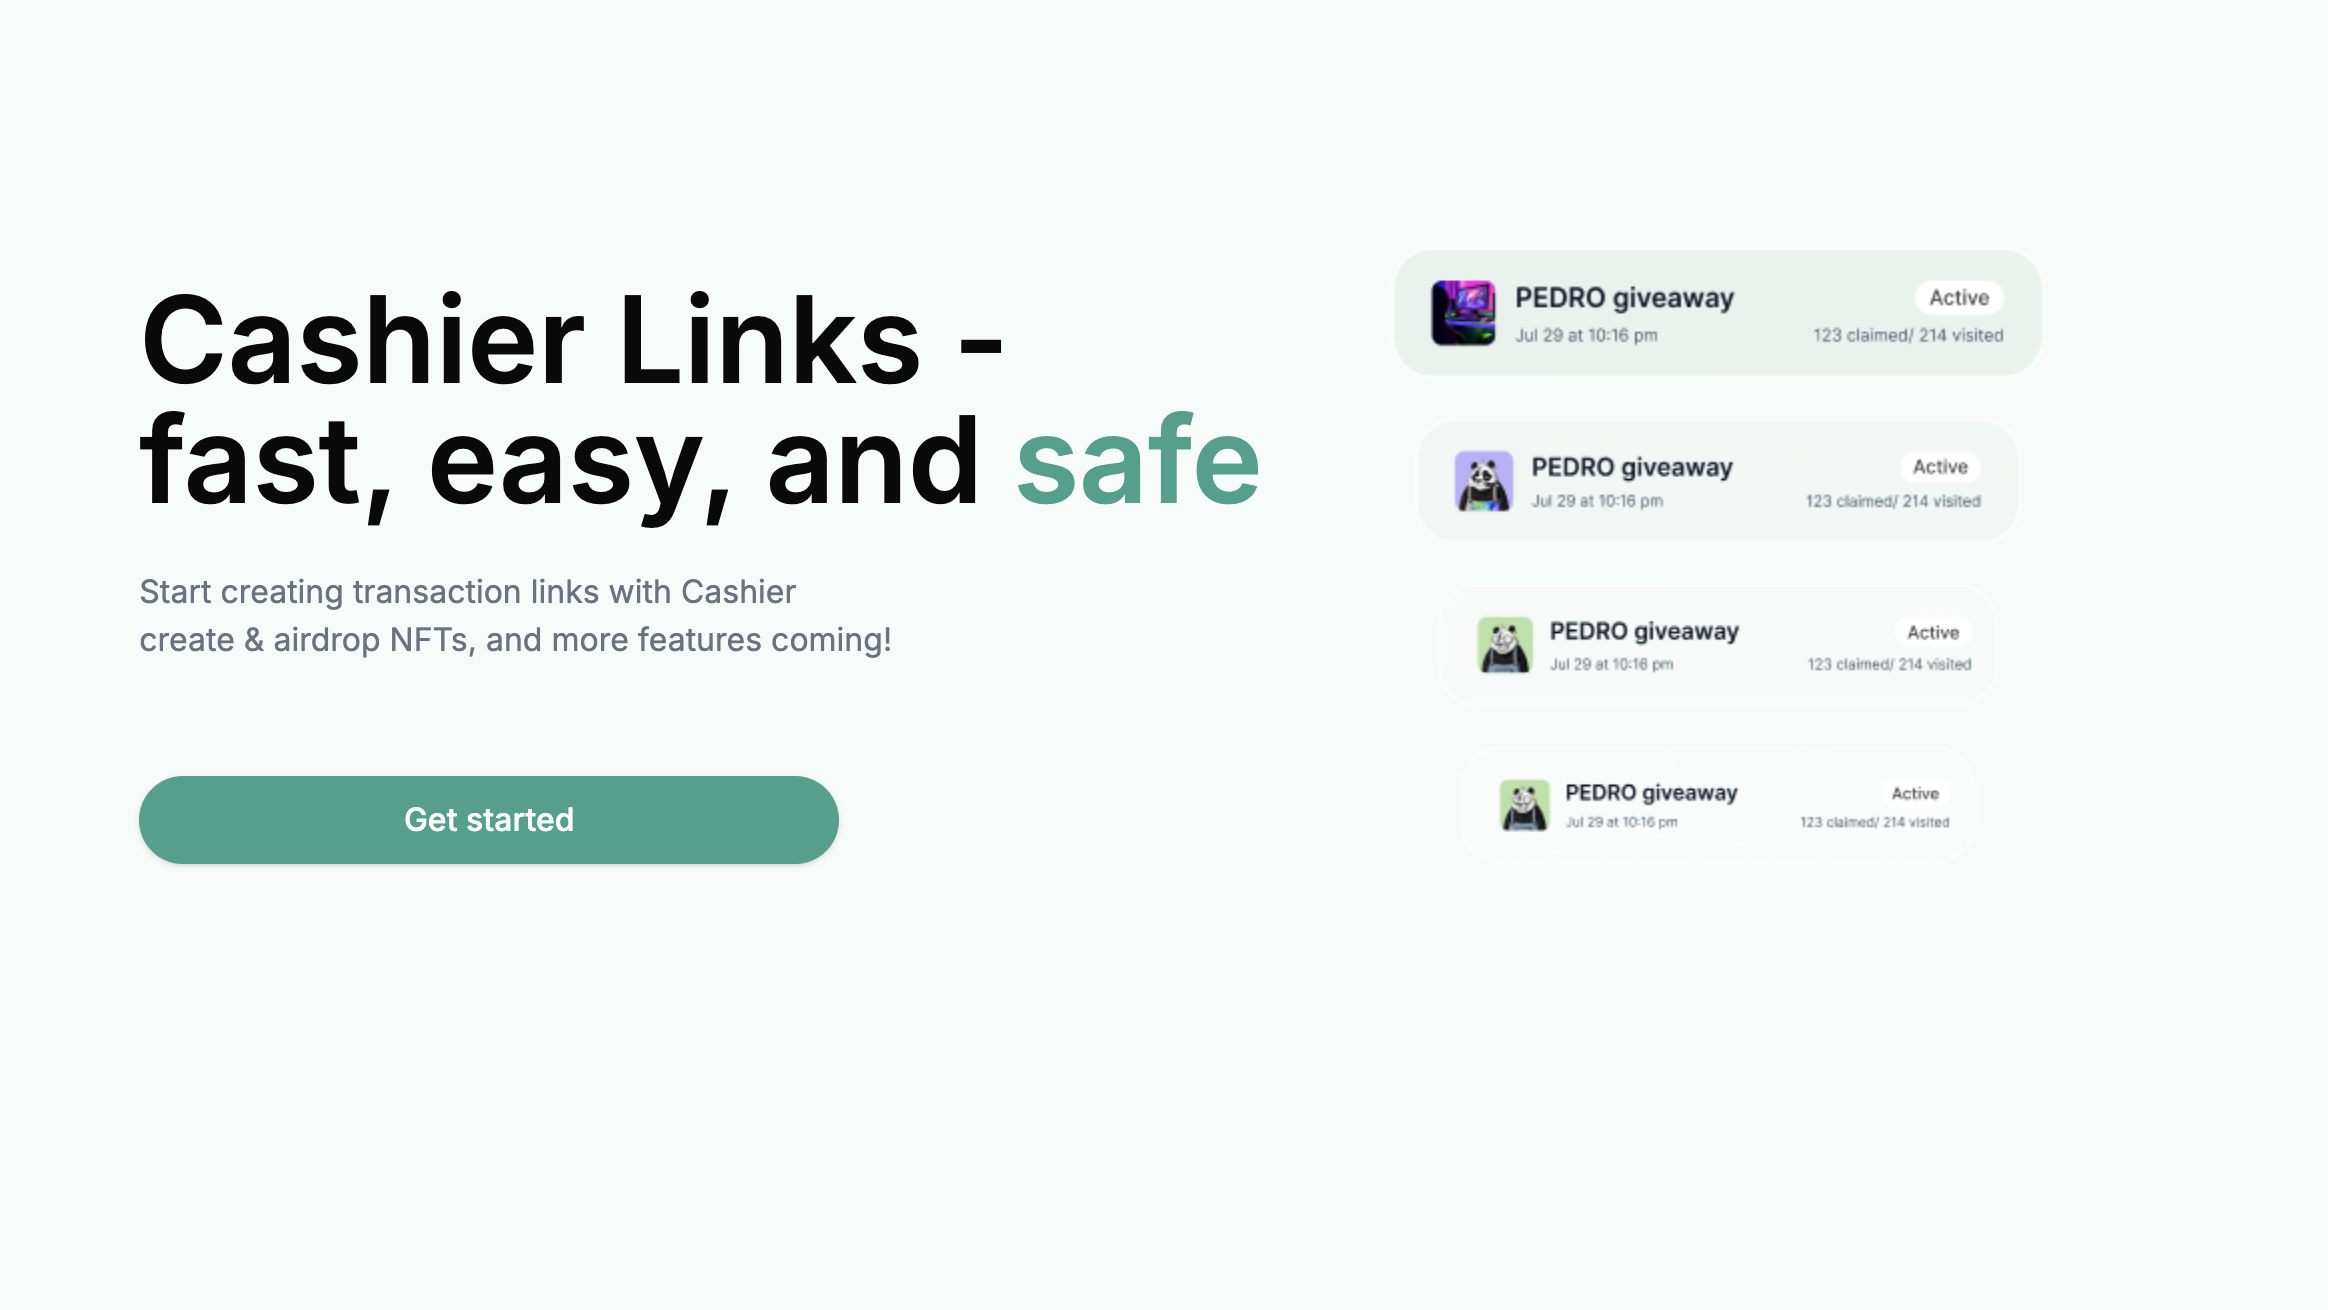 Cashier Links -
fast, easy, and safe
Start creating transaction links with Cashier
create & airdrop NFTs, and more features coming!
Get started
PEDRO giveaway
Active
Jul 29 at 10:16 pm
123 claimed/ 214 visited
PEDRO giveaway
Active
Jul 29 at 10:16 pm
123 claimed/ 214 visited
PEDRO giveaway
Active
Jul 29 at 10:16 pm
123 claimed/ 214 visited
PEDRO giveaway
Active
Jul 29 at 10:16 pm
123 claimed/ 214 visited